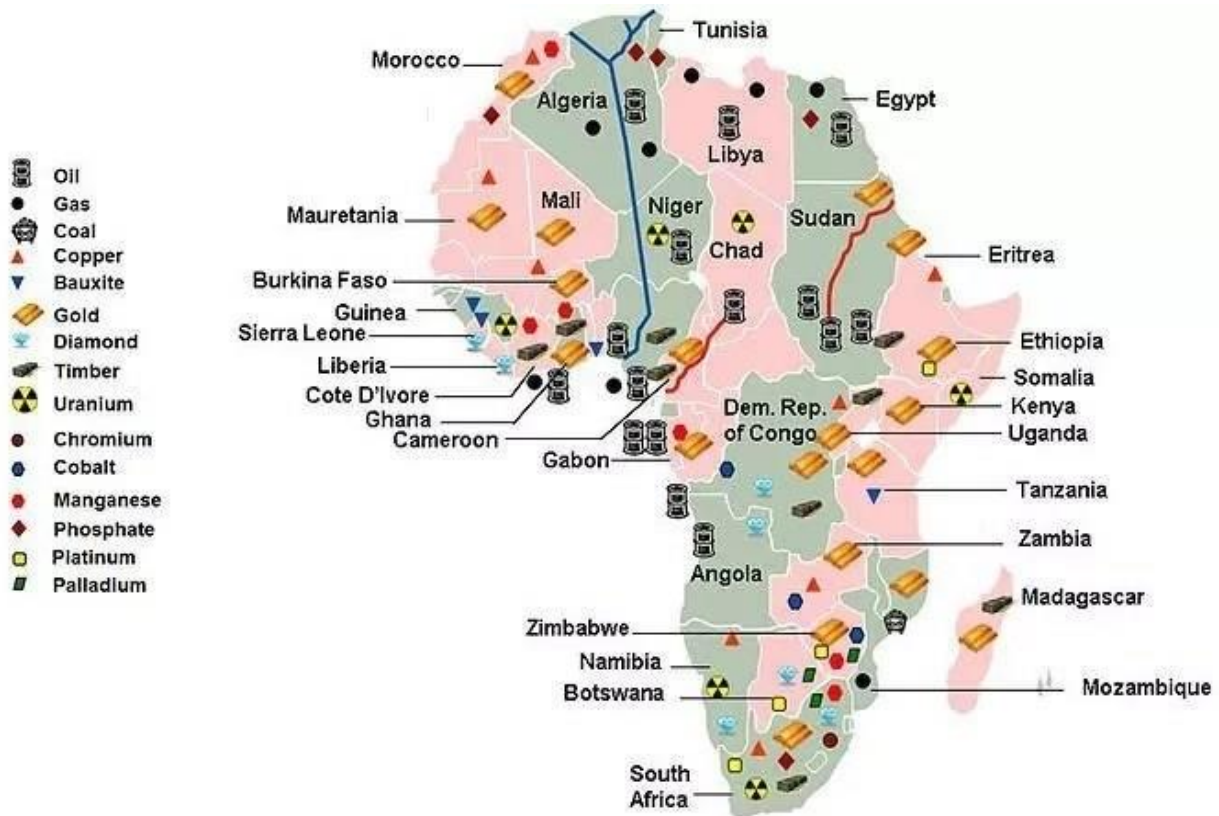 Tunisia
Morocco
Algeria
Egypt
Libya
Oil
Gas
Mali
Niger
Sudan
Coal
Mauretania
Chad
Copper
Eritrea
Burkina Faso
Bauxite
Guinea
Gold
Sierra Leone
Diamond
Ethiopia
Liberia
Timber
Somalia
Cote D'Ivore
Uranium
Dem. Rep.
of Congo
Kenya
Ghana
Uganda
Cameroon
Chromium
Gabon
Cobalt
Tanzania
Manganese
Phosphate
Zambia
Platinum
Angola
Palladium
Madagascar
Zimbabwe
Namibia
Botswana
Mozambique
South
Africa